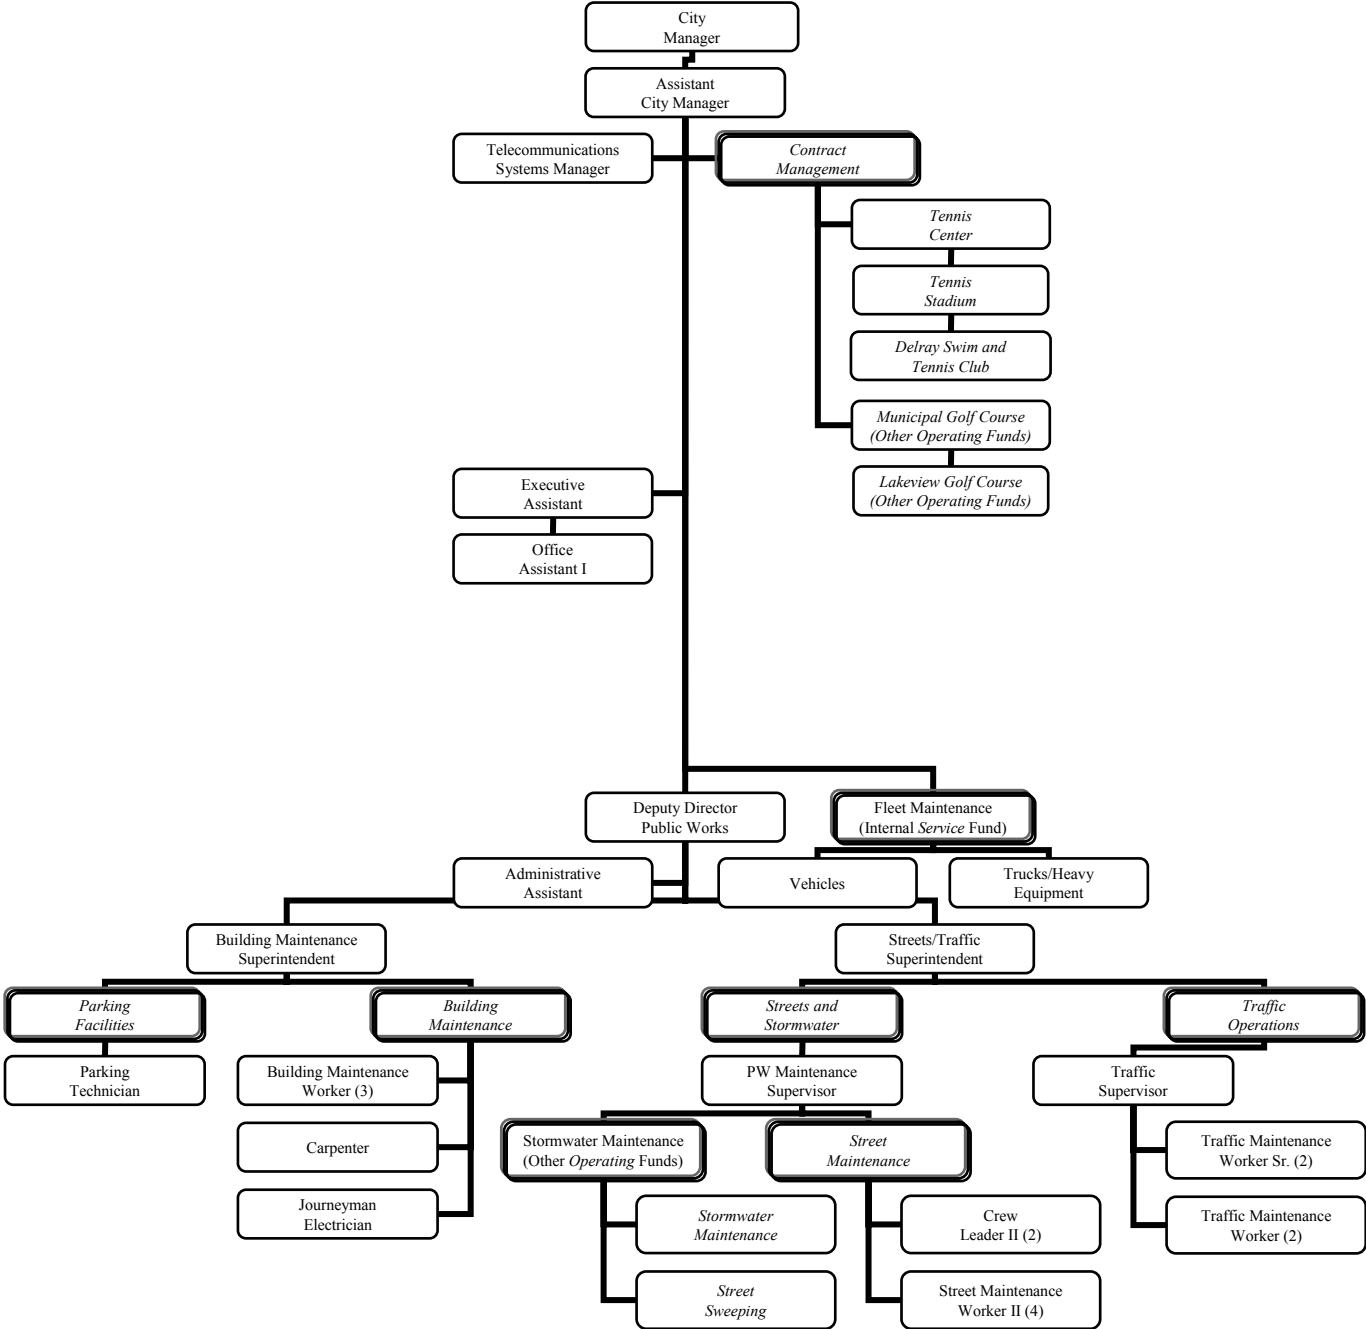 City
Manager
Assistant
City Manager
Telecommunications
Systems Manager
Contract
Management
Tennis
Center
Tennis
Stadium
Delray Swim and
Tennis Club
Municipal Golf Course
(Other Operating Funds)
Lakeview Golf Course
(Other Operating Funds)
Executive
Assistant
Office
Assistant I
Deputy Director
Public Works
Fleet Maintenance
(Internal Service Fund)
Administrative
Assistant
Vehicles
Trucks/Heavy
Equipment
Building Maintenance
Superintendent
Streets/Traffic
Superintendent
Parking
Facilities
Building
Maintenance
Streets and
Stormwater
Traffic
Operations
Parking
Technician
Building Maintenance
Worker (3)
PW Maintenance
Supervisor
Traffic
Supervisor
Carpenter
Stormwater Maintenance
(Other Operating Funds)
Street
Maintenance
Traffic Maintenance
Worker Sr. (2)
Journeyman
Electrician
Stormwater
Maintenance
Crew
Leader II (2)
Traffic Maintenance
Worker (2)
Street
Sweeping
Street Maintenance
Worker II (4)